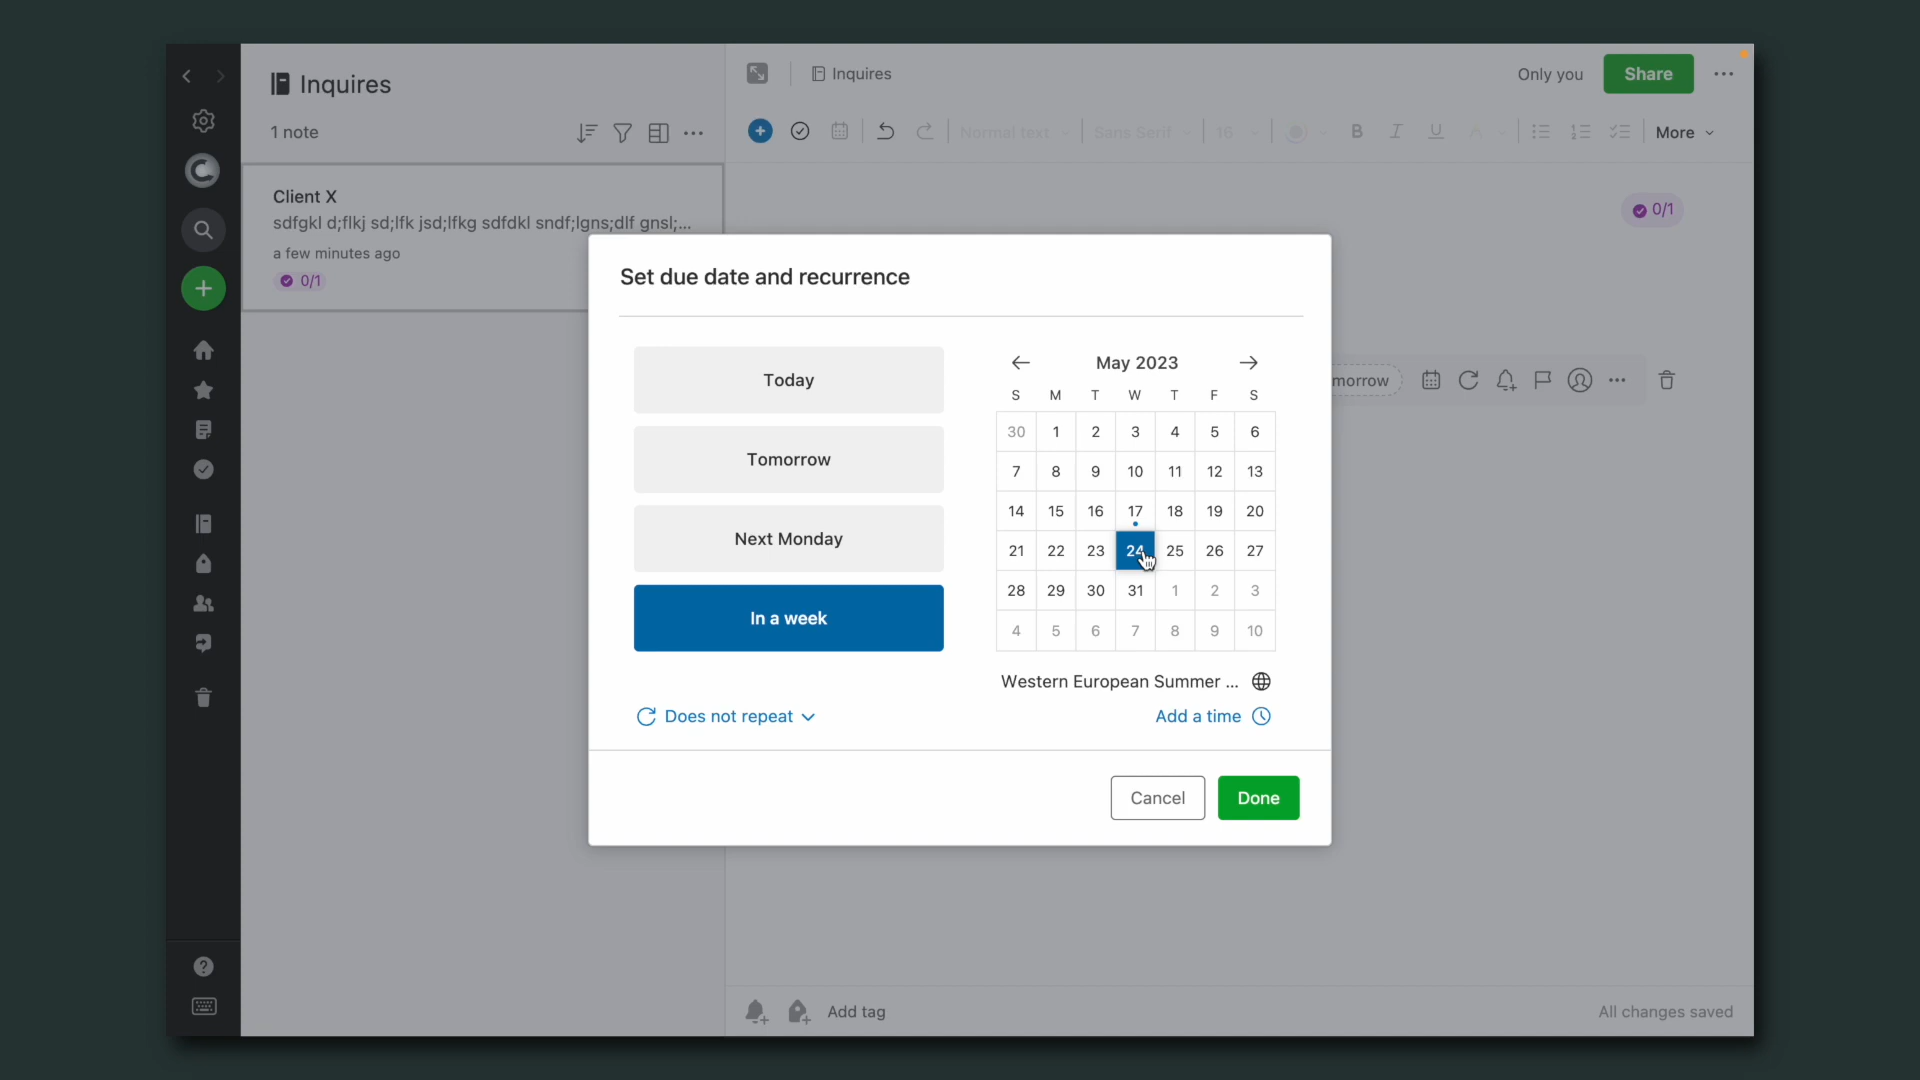 Inquires
1 note
Client X
sdfgkl d;flkj sd;lfk jsd;lfkg sdfdkl sndf;lgns;dlf gnsl;...
a few minutes ago
0/1
Inquires
Only you
Share
Normal text
Sans Serif
16
B
I
U
A
More
0/1
morrow
Set due date and recurrence
Today
Tomorrow
Next Monday
In a week
Does not repeat
May 2023
S M T W T F S
30 1 2 3 4 5 6
7 8 9 10 11 12 13
14 15 16 17 18 19 20
21 22 23 24 25 26 27
28 29 30 31 1 2 3
4 5 6 7 8 9 10
Western European Summer ...
Add a time
Cancel
Done
Add tag
All changes saved